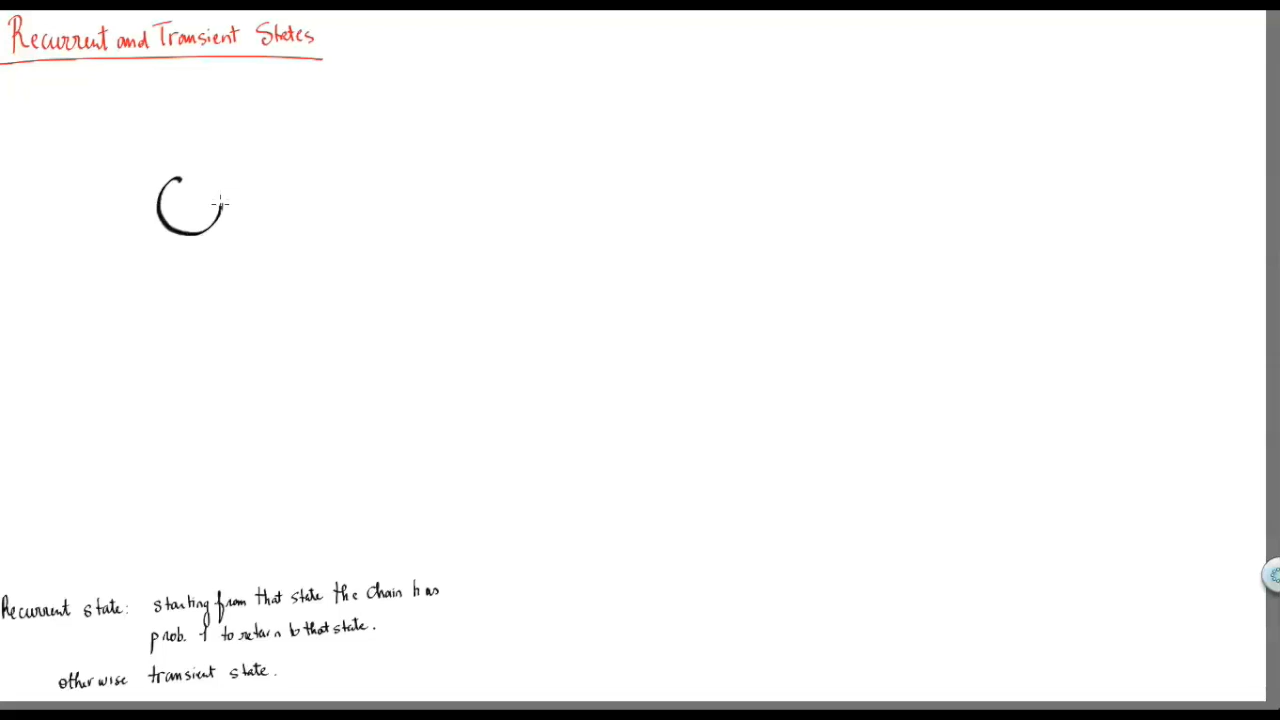 Recurrent and Transient States
Recurrent state: starting from that state the chain has
prob. 1 to return to that state.
otherwise transient state.